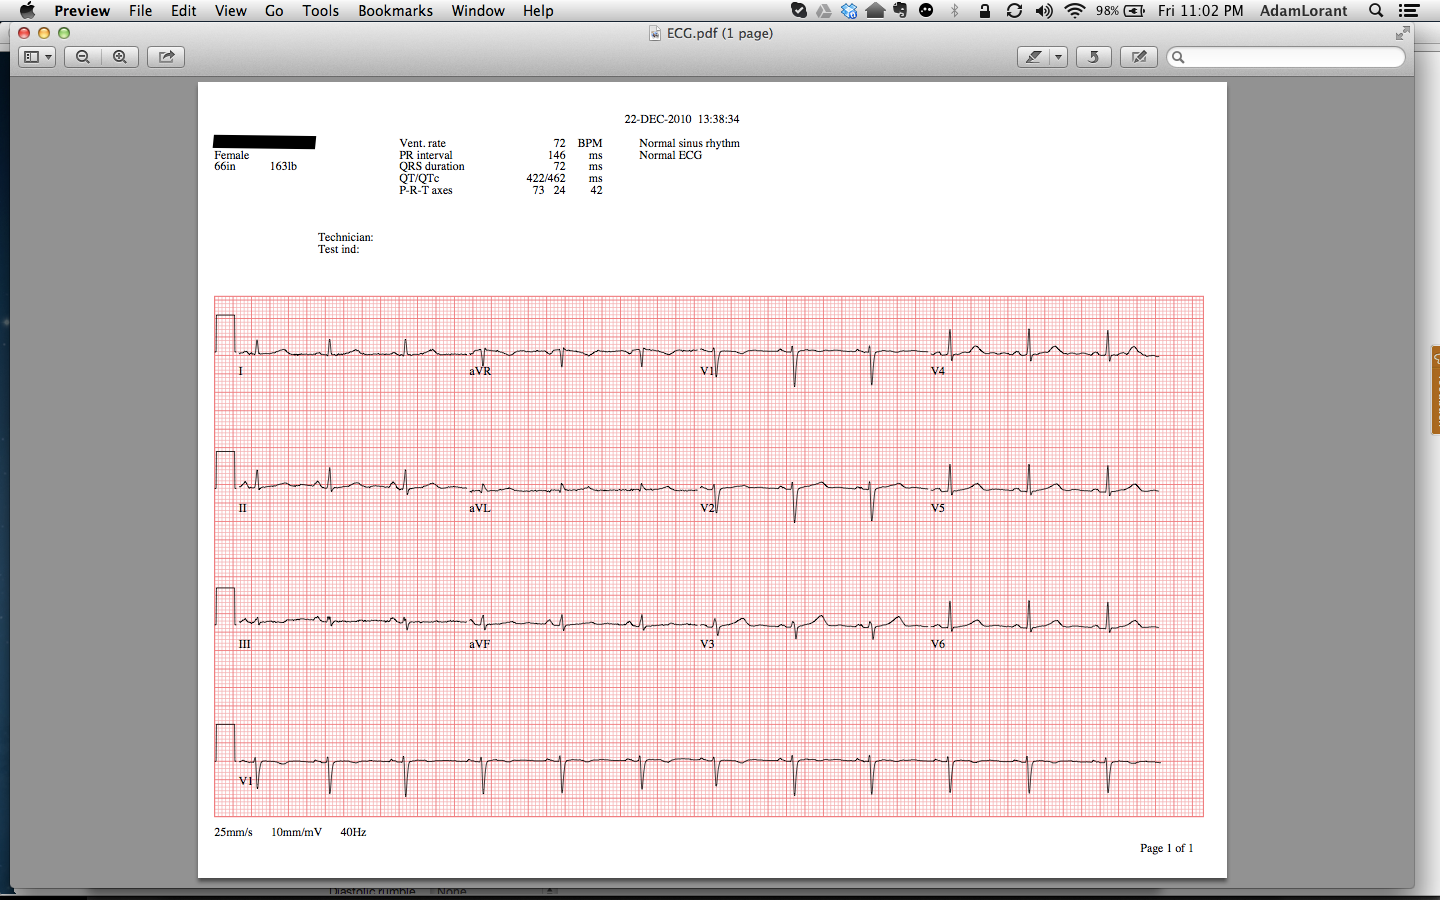 Preview File Edit View Go Tools Bookmarks Window Help 98% Fri 11:02 PM AdamLorant
ECG.pdf (1 page)
22-DEC-2010 13:38:34
Female
66in 163lb
Vent. rate 72 BPM
PR interval 146 ms
QRS duration 72 ms
QT/QTc 422/462 ms
P-R-T axes 73 24 42
Normal sinus rhythm
Normal ECG
Technician:
Test ind:
I aVR V1 V4
II aVL V2 V5
III aVF V3 V6
V1
25mm/s 10mm/mV 40Hz
Page 1 of 1
Diastolic rumble None